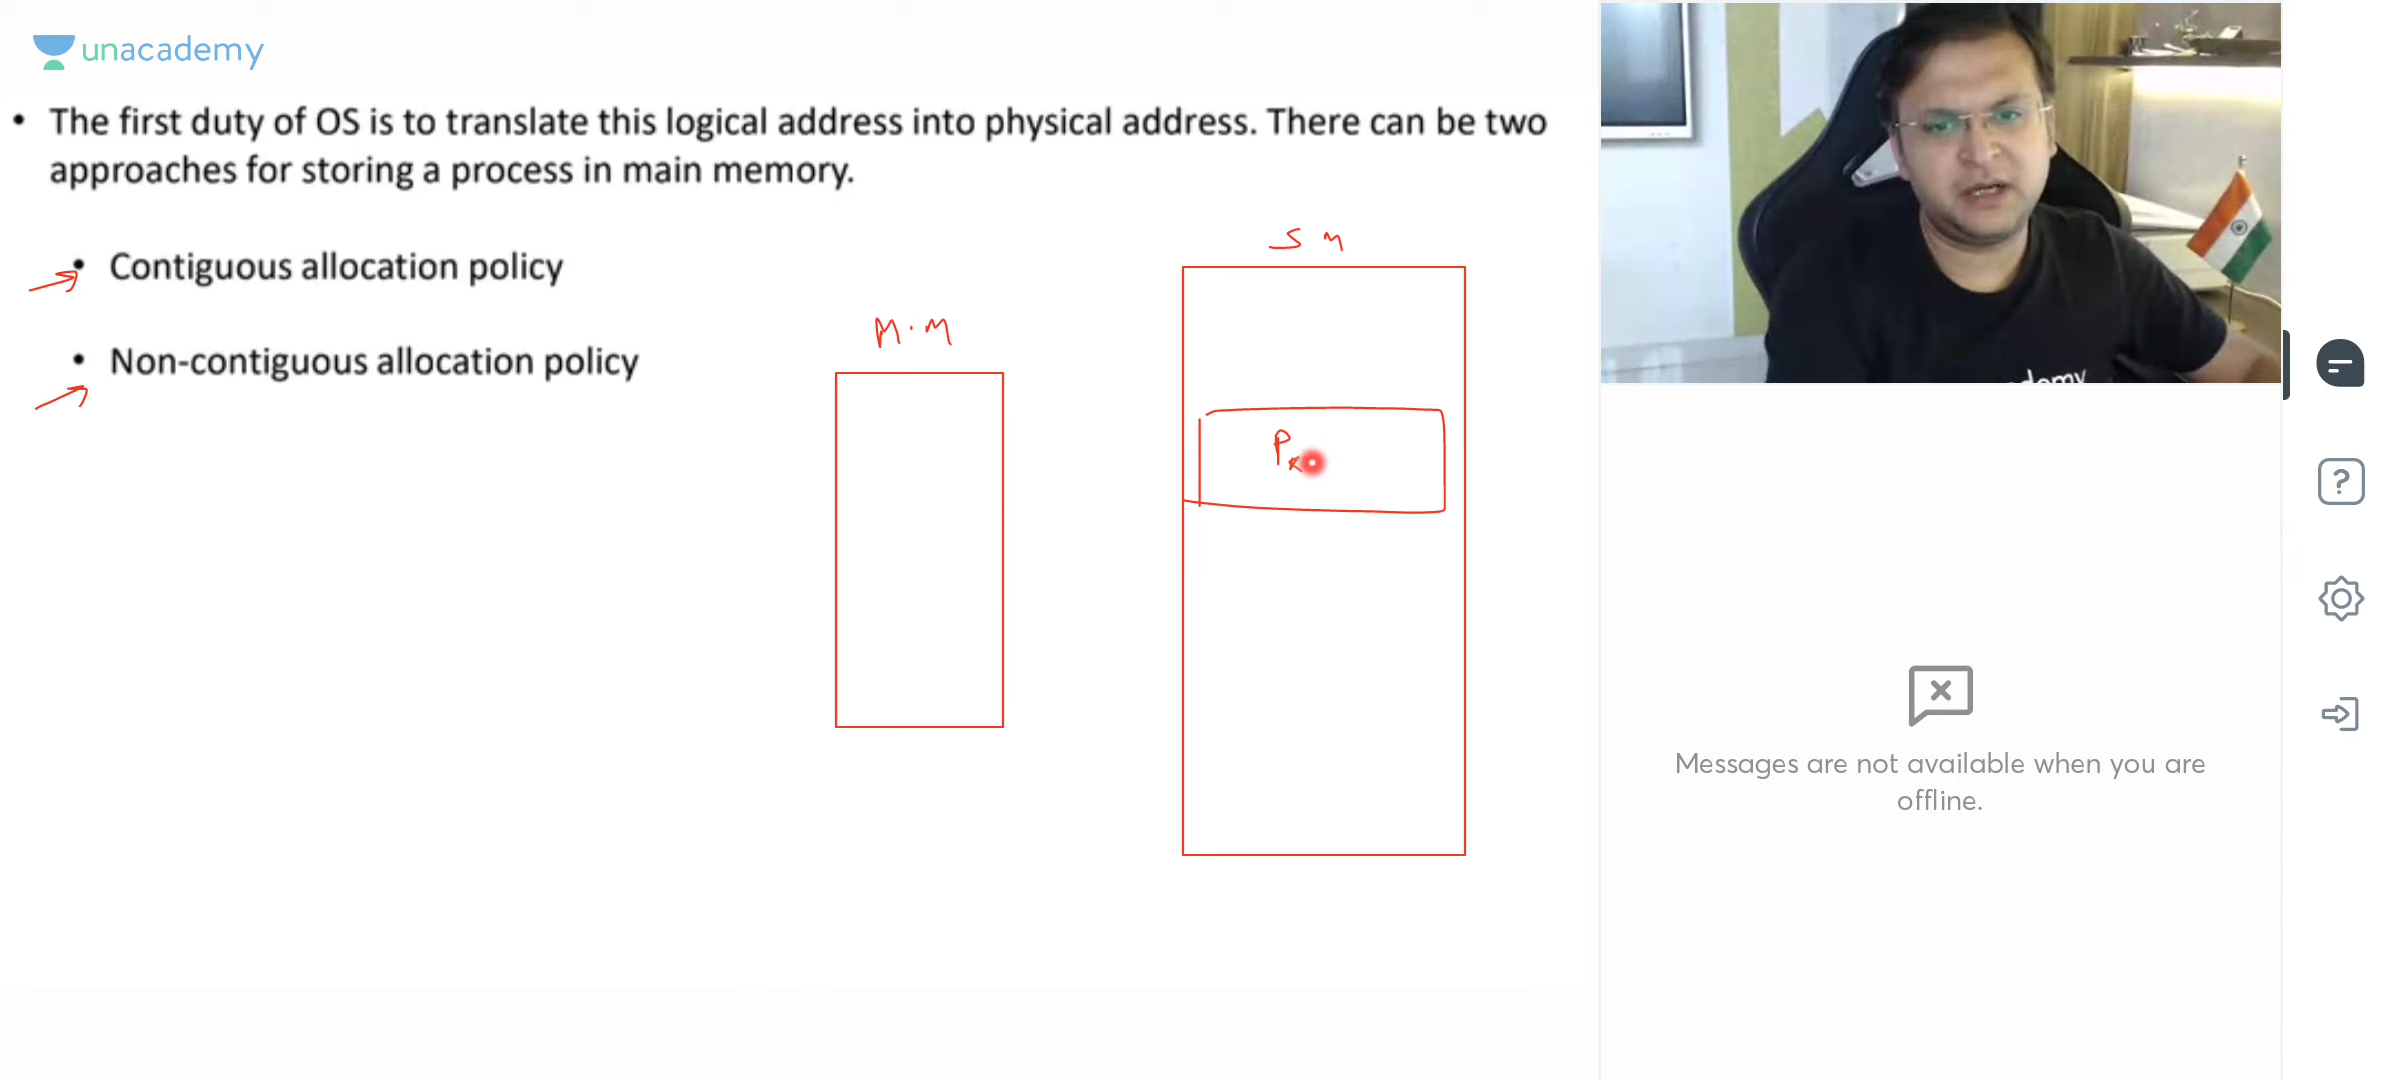 unacademy
• The first duty of OS is to translate this logical address into physical address. There can be two
approaches for storing a process in main memory.
• Contiguous allocation policy
• Non-contiguous allocation policy
S M
M.M
P
?
Messages are not available when you are
offline.